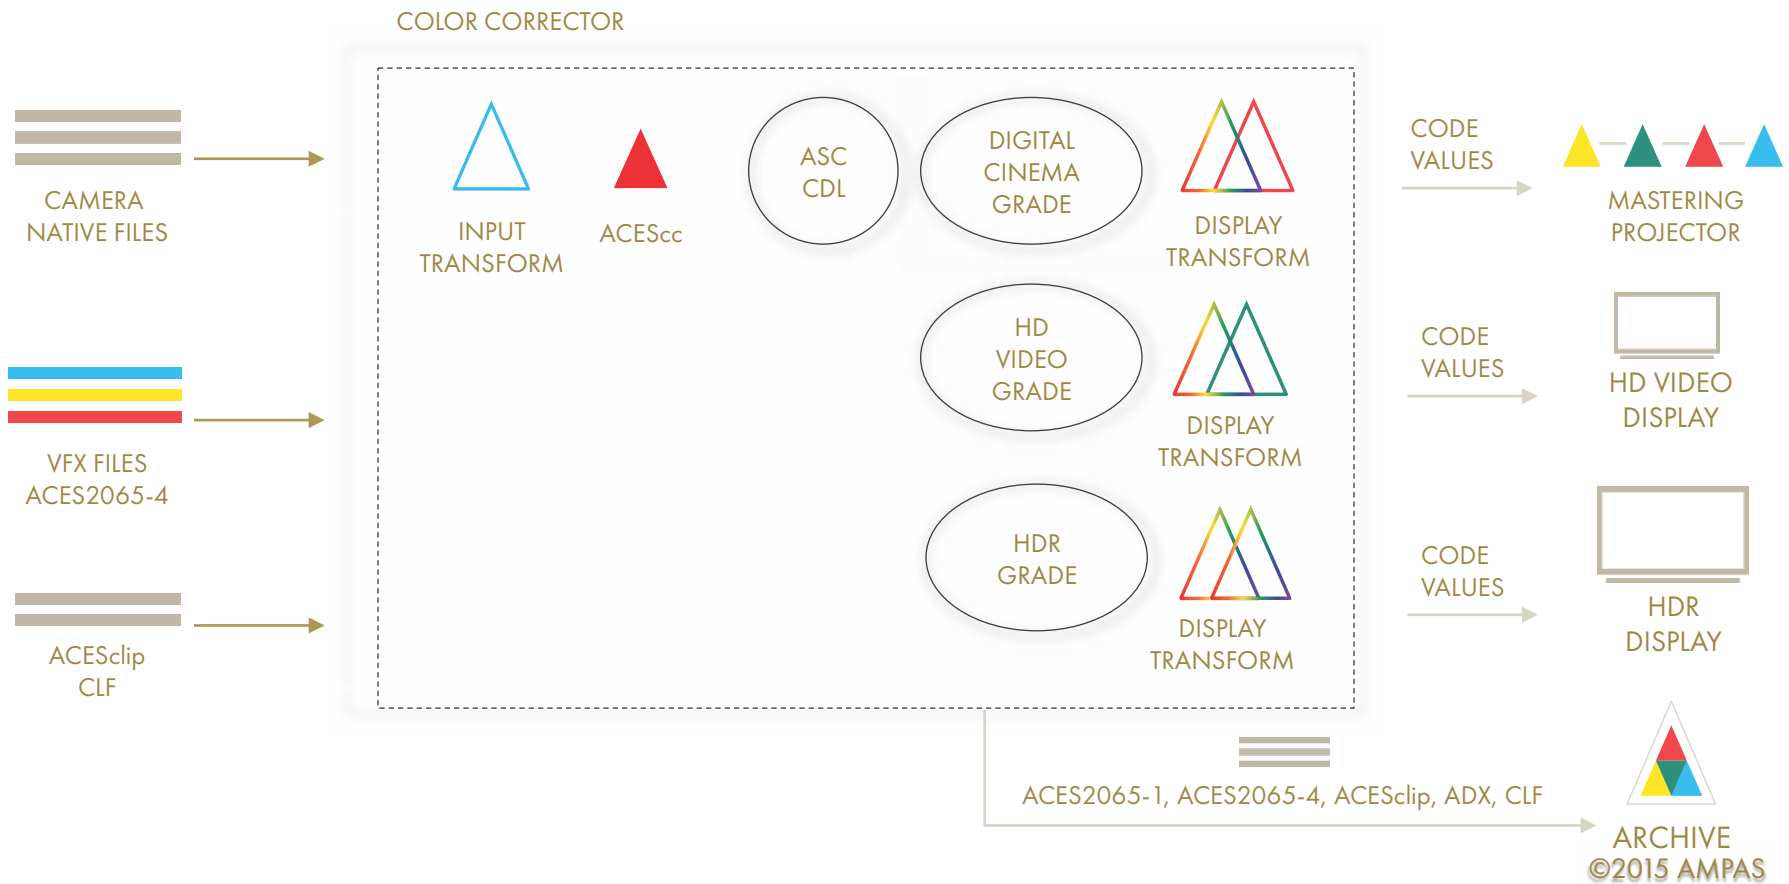 COLOR CORRECTOR
CAMERA
NATIVE FILES
INPUT
TRANSFORM
ACEScc
ASC
CDL
DIGITAL
CINEMA
GRADE
DISPLAY
TRANSFORM
CODE
VALUES
MASTERING
PROJECTOR
VFX FILES
ACES2065-4
HD
VIDEO
GRADE
DISPLAY
TRANSFORM
CODE
VALUES
HD VIDEO
DISPLAY
ACESclip
CLF
HDR
GRADE
DISPLAY
TRANSFORM
CODE
VALUES
HDR
DISPLAY
ACES2065-1, ACES2065-4, ACESclip, ADX, CLF
ARCHIVE
©2015 AMPAS